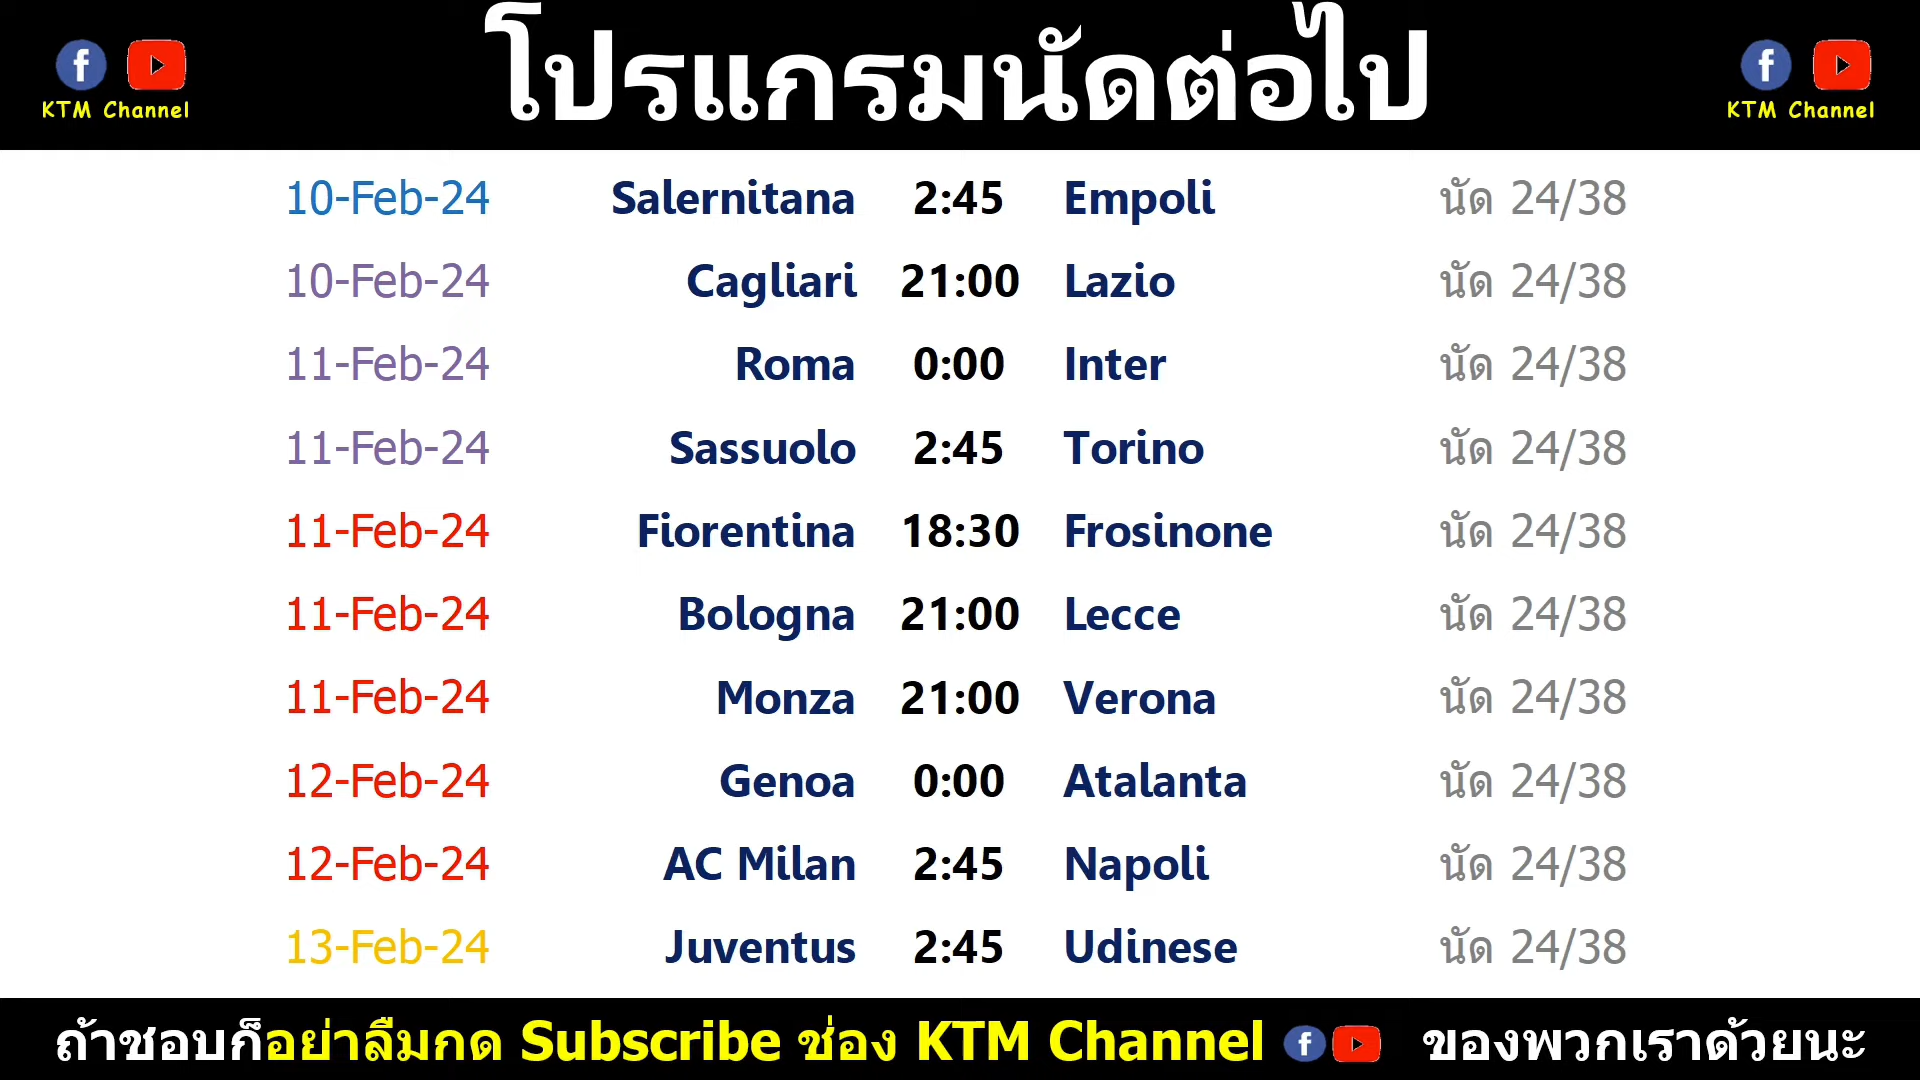 โปรแกรมนัดต่อไป
f KTM Channel
f KTM Channel
10-Feb-24 Salernitana 2:45 Empoli นัด 24/38
10-Feb-24 Cagliari 21:00 Lazio นัด 24/38
11-Feb-24 Roma 0:00 Inter นัด 24/38
11-Feb-24 Sassuolo 2:45 Torino นัด 24/38
11-Feb-24 Fiorentina 18:30 Frosinone นัด 24/38
11-Feb-24 Bologna 21:00 Lecce นัด 24/38
11-Feb-24 Monza 21:00 Verona นัด 24/38
12-Feb-24 Genoa 0:00 Atalanta นัด 24/38
12-Feb-24 AC Milan 2:45 Napoli นัด 24/38
13-Feb-24 Juventus 2:45 Udinese นัด 24/38
ถ้าชอบก็อย่าลืมกด Subscribe ช่อง KTM Channel f ของพวกเราด้วยนะ